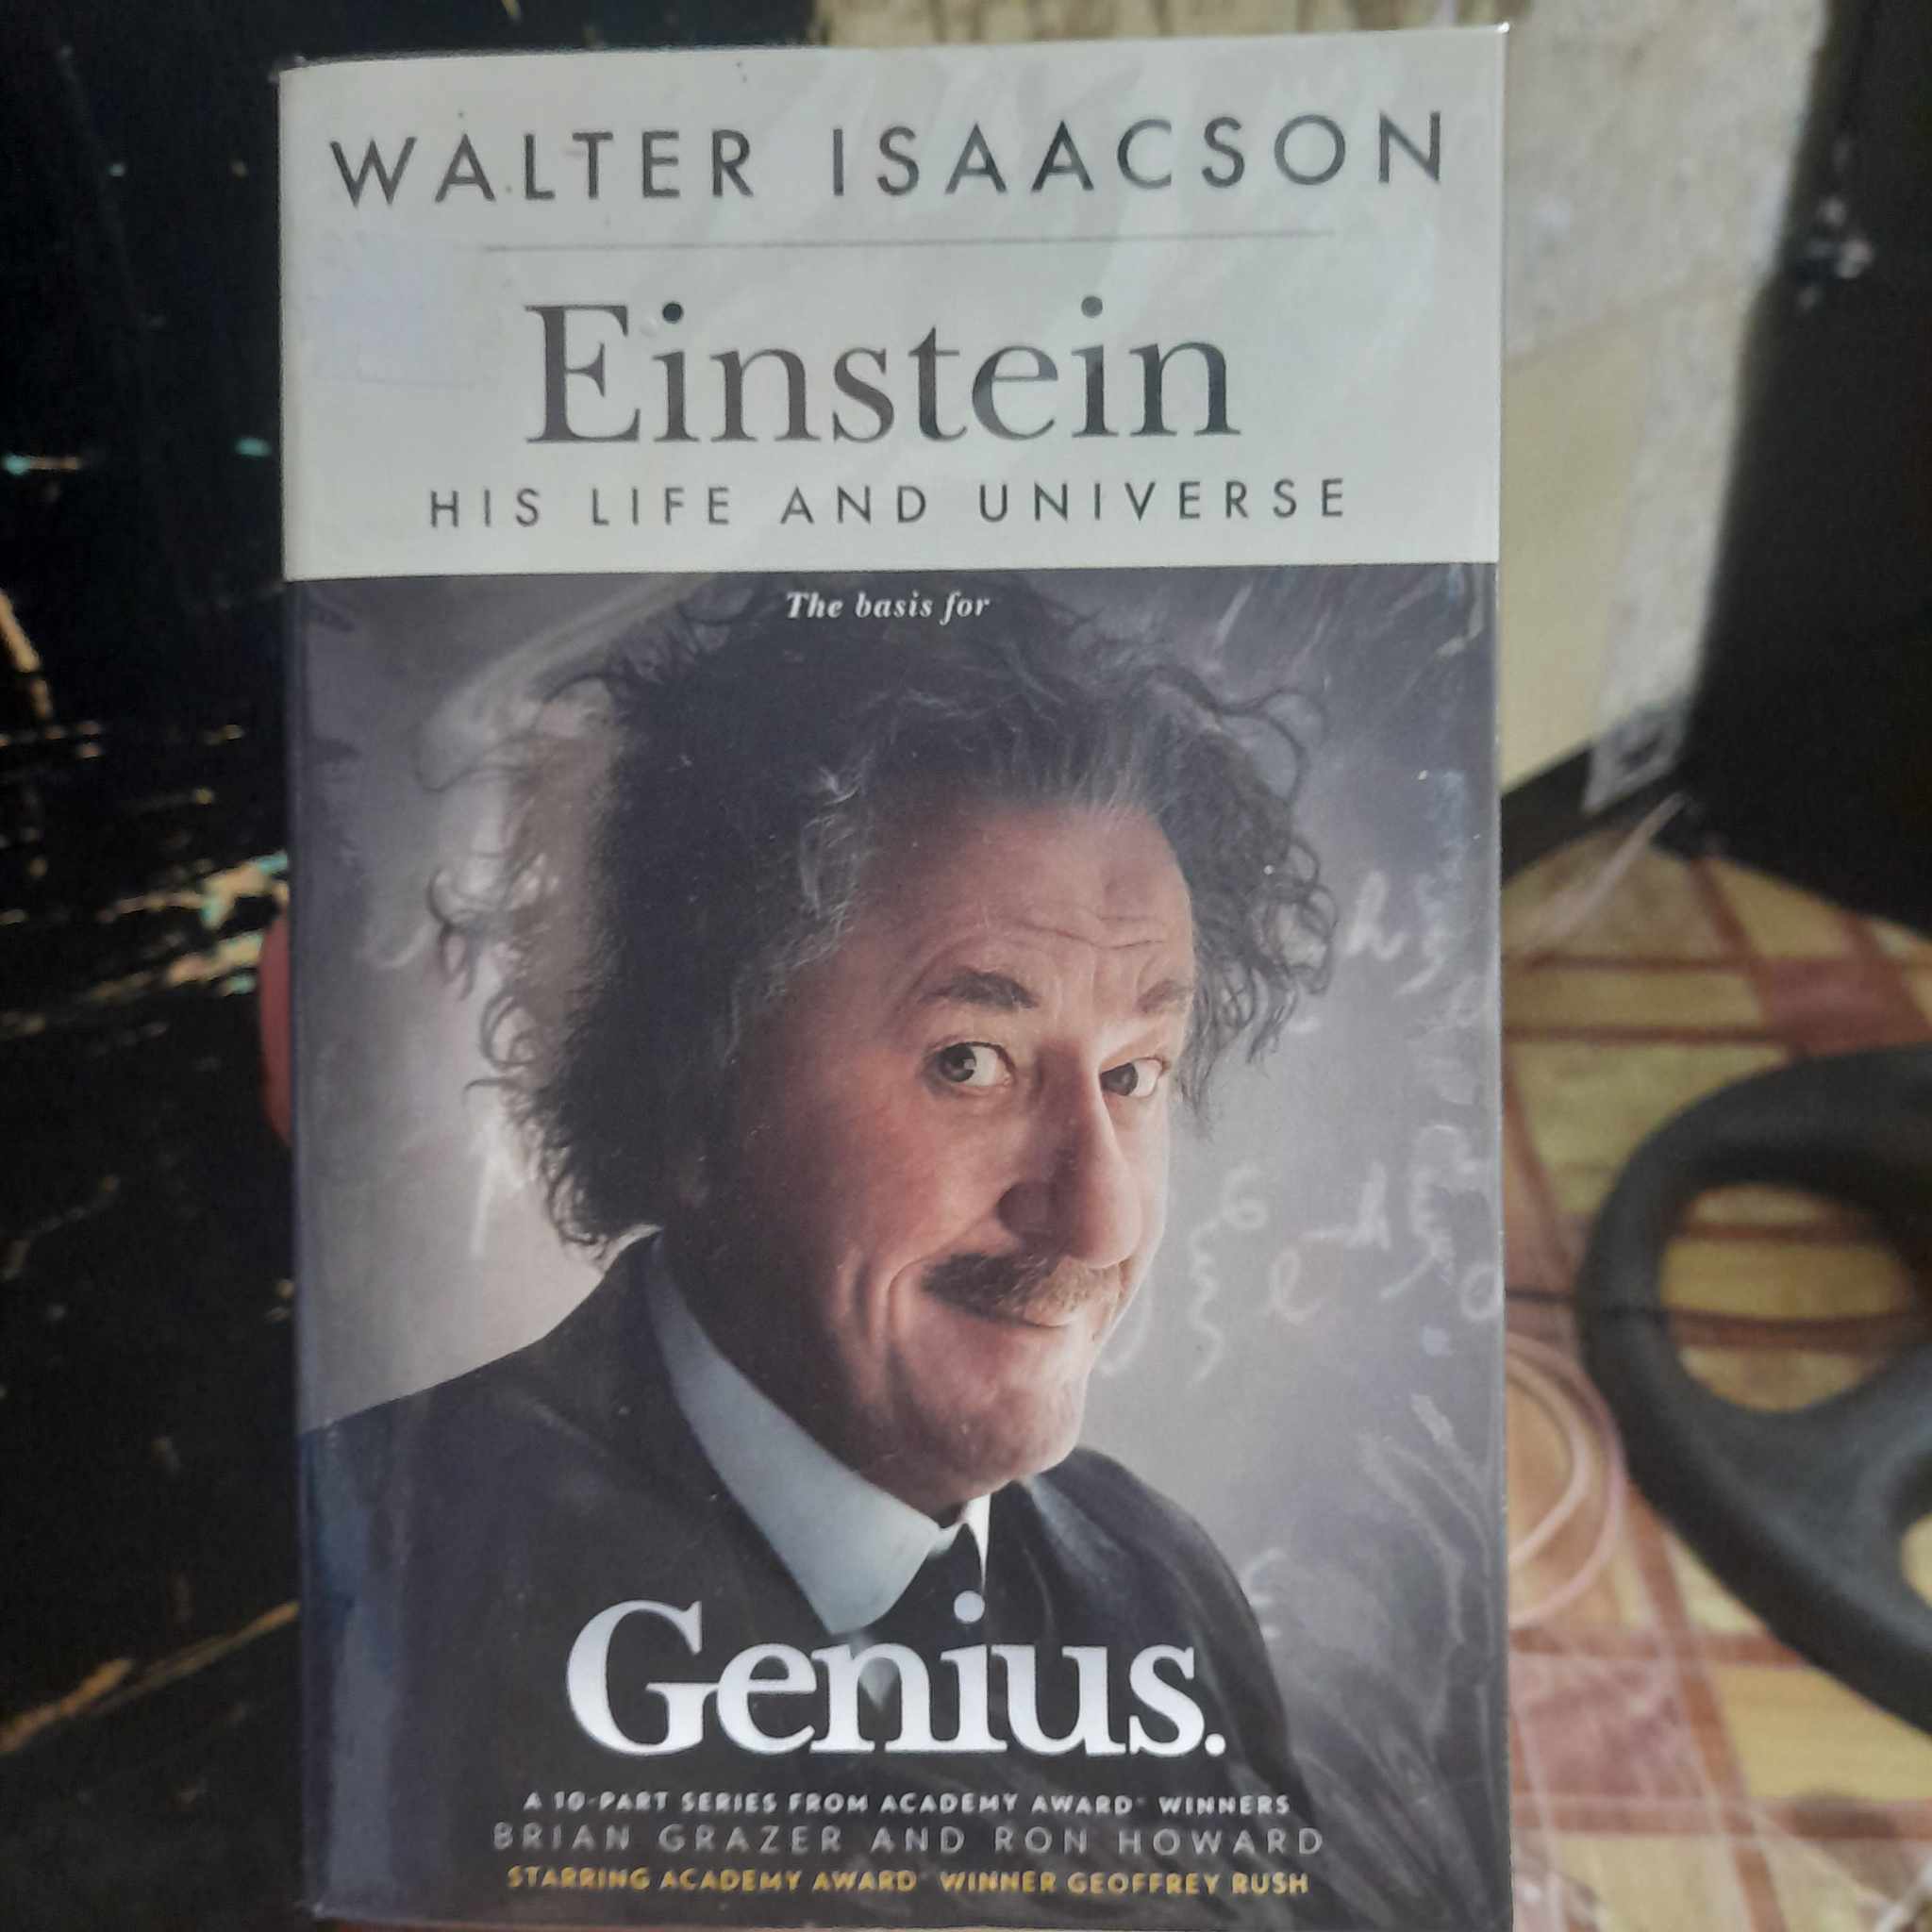 WALTER ISAACSON
Einstein
HIS LIFE AND UNIVERSE
The basis for
Genius.
A 10-PART SERIES FROM ACADEMY AWARD® WINNERS
BRIAN GRAZER AND RON HOWARD
STARRING ACADEMY AWARD® WINNER GEOFFREY RUSH